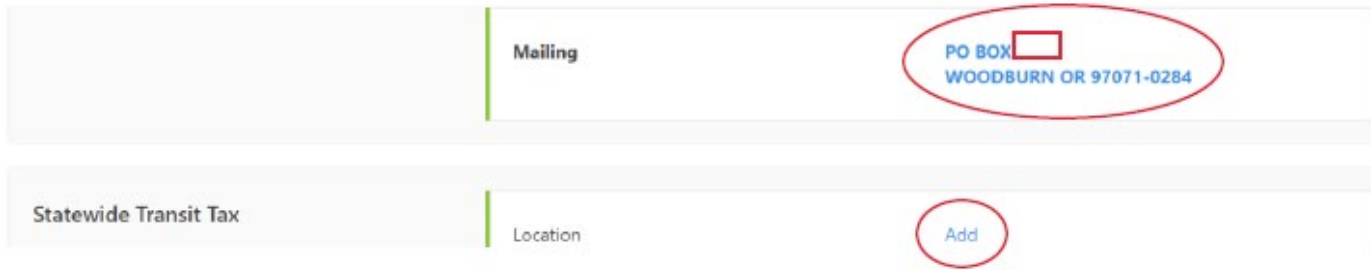 Mailing
PO BOX
WOODBURN OR 97071-0284
Statewide Transit Tax
Location
Add